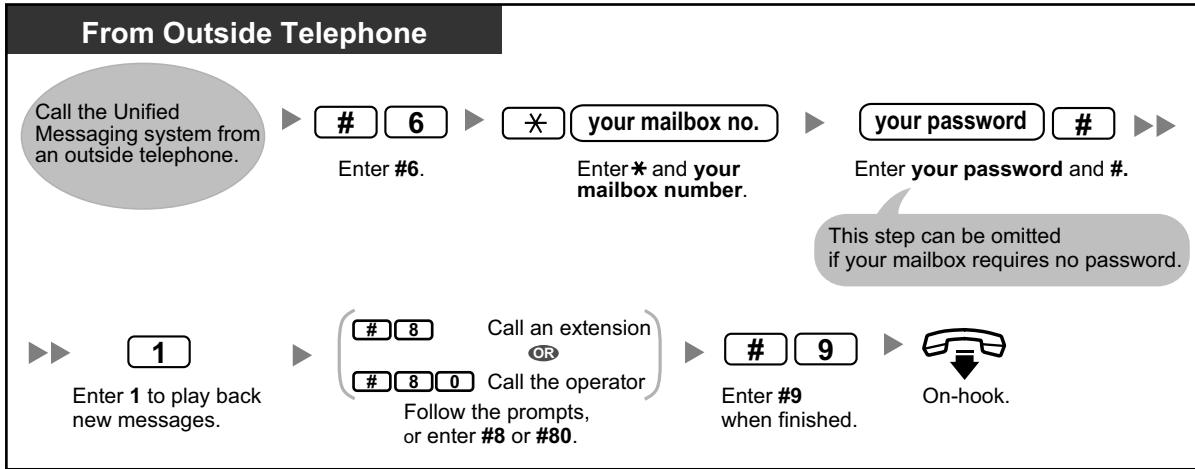 From Outside Telephone
Call the Unified
Messaging system from
an outside telephone.
# 6
Enter #6.
* your mailbox no.
Enter * and your
mailbox number.
your password #
Enter your password and #.
This step can be omitted
if your mailbox requires no password.
1
Enter 1 to play back
new messages.
# 8 Call an extension
OR
# 8 0 Call the operator
Follow the prompts,
or enter #8 or #80.
# 9
Enter #9
when finished.
On-hook.